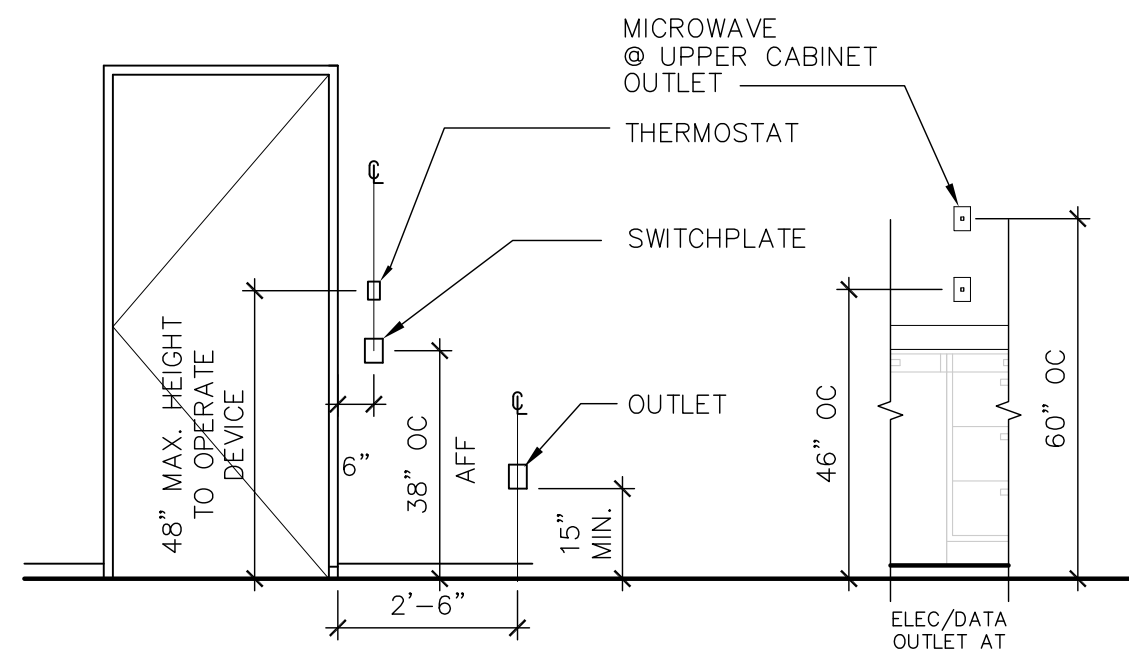 MICROWAVE
@ UPPER CABINET
OUTLET
THERMOSTAT
℄
SWITCHPLATE
48" MAX. HEIGHT
TO OPERATE
DEVICE
6"
38" OC
AFF
℄
OUTLET
15"
MIN.
46" OC
60" OC
2'-6"
ELEC/DATA
OUTLET AT